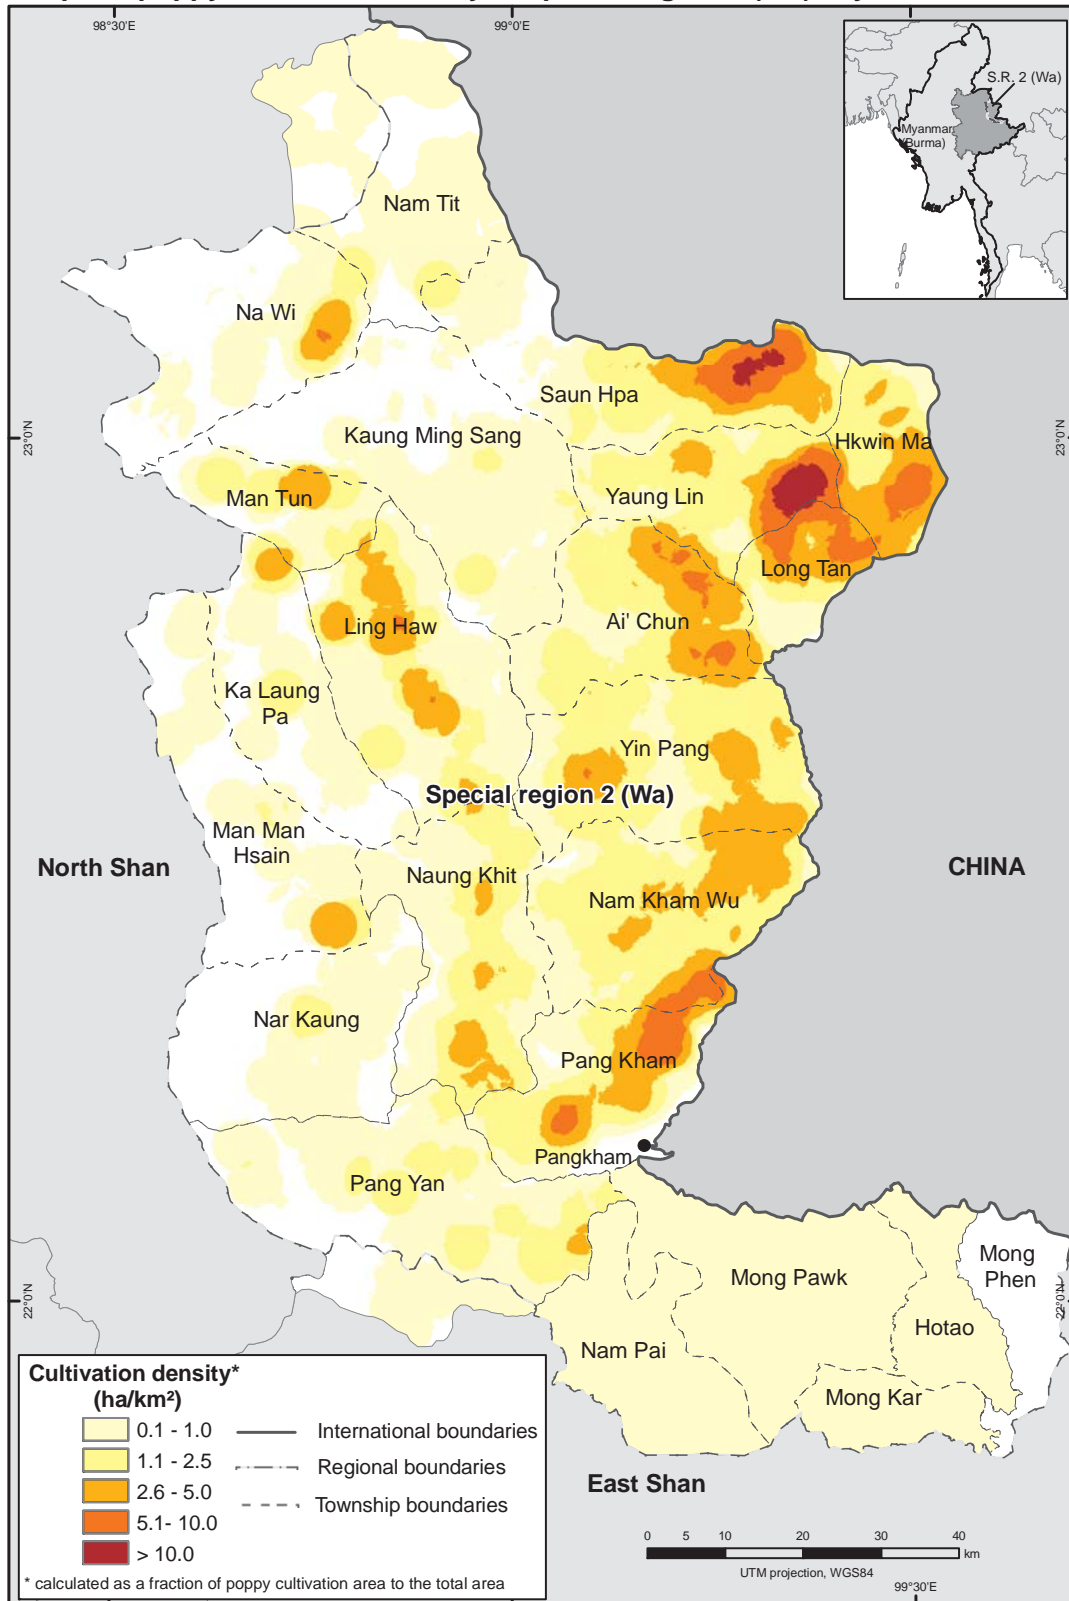 98°30'E
99°0'E
S.R. 2 (Wa)
Myanmar
(Burma)
Nam Tit
Na Wi
Saun Hpa
23°0'N
23°0'N
Kaung Ming Sang
Hkwin Ma
Man Tun
Yaung Lin
Long Tan
Ling Haw
Ai' Chun
Ka Laung
Pa
Yin Pang
Special region 2 (Wa)
Man Man
Hsain
North Shan
CHINA
Naung Khit
Nam Kham Wu
Nar Kaung
Pang Kham
Pangkham
Pang Yan
Mong
Phen
Mong Pawk
22°0'N
22°0'N
Hotao
Nam Pai
Mong Kar
East Shan
Cultivation density*
(ha/km²)
0.1 - 1.0
1.1 - 2.5
2.6 - 5.0
5.1- 10.0
> 10.0
International boundaries
Regional boundaries
Township boundaries
* calculated as a fraction of poppy cultivation area to the total area
0 5 10 20 30 40
km
UTM projection, WGS84
99°30'E